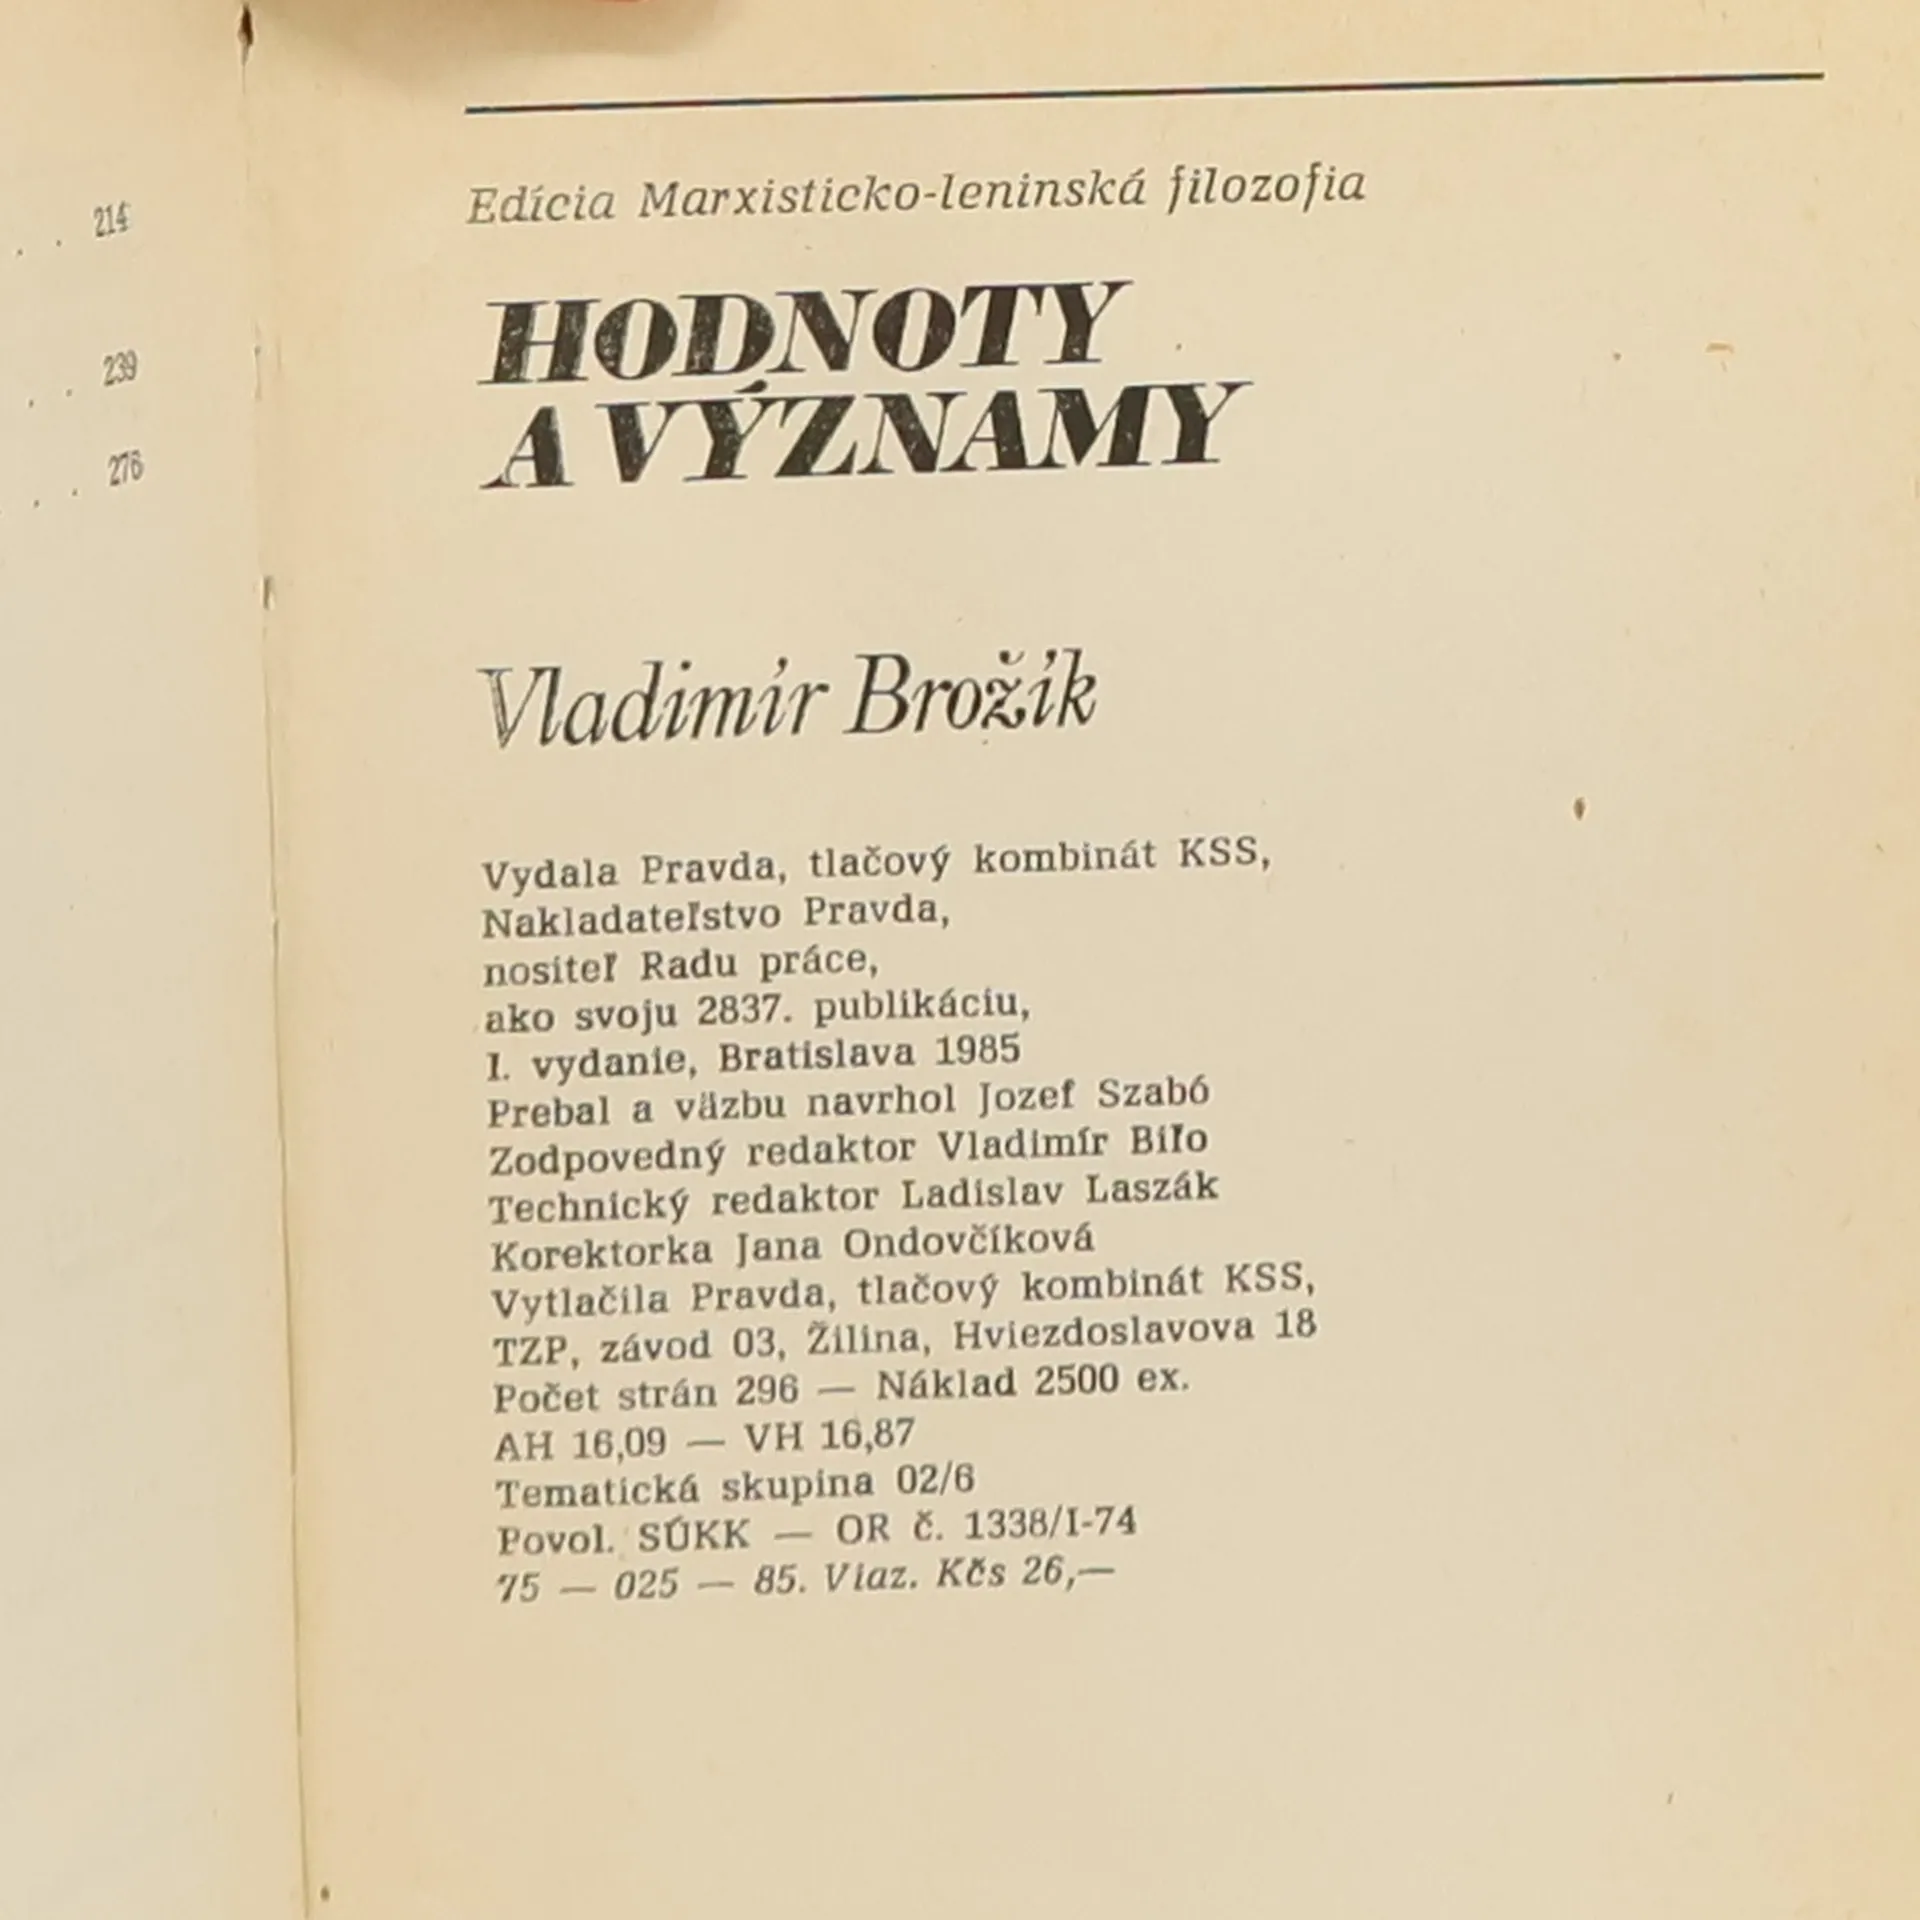 . . 214
. . 239
. . . 276
Edícia Marxisticko-leninská filozofia
HODNOTY
A VÝZNAMY
Vladimír Brožík
Vydala Pravda, tlačový kombinát KSS,
Nakladateľstvo Pravda,
nositeľ Radu práce,
ako svoju 2837. publikáciu,
I. vydanie, Bratislava 1985
Prebal a väzbu navrhol Jozef Szabó
Zodpovedný redaktor Vladimír Biľo
Technický redaktor Ladislav Laszák
Korektorka Jana Ondovčíková
Vytlačila Pravda, tlačový kombinát KSS,
TZP, závod 03, Žilina, Hviezdoslavova 18
Počet strán 296 — Náklad 2500 ex.
AH 16,09 — VH 16,87
Tematická skupina 02/6
Povol. SÚKK — OR č. 1338/I-74
75 — 025 — 85. Viaz. Kčs 26,—